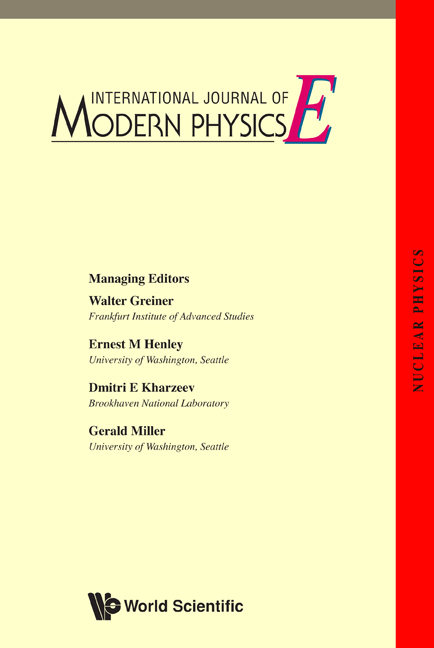 INTERNATIONAL JOURNAL OF
MODERN PHYSICS E
Managing Editors
Walter Greiner
Frankfurt Institute of Advanced Studies
Ernest M Henley
University of Washington, Seattle
Dmitri E Kharzeev
Brookhaven National Laboratory
Gerald Miller
University of Washington, Seattle
NUCLEAR PHYSICS
World Scientific